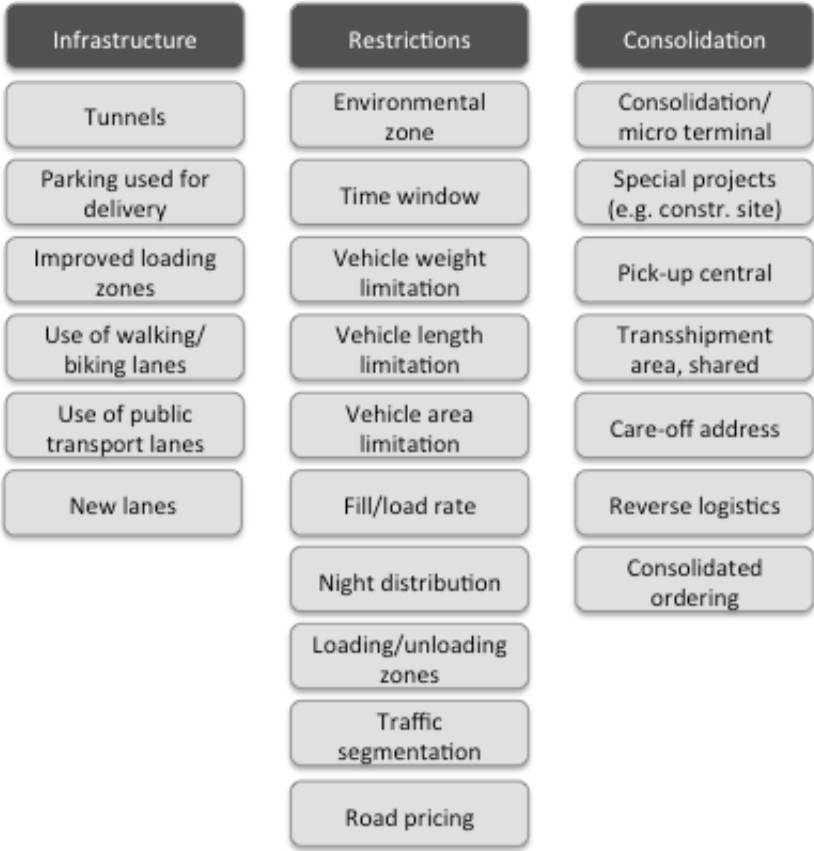 Infrastructure
Tunnels
Parking used for
delivery
Improved loading
zones
Use of walking/
biking lanes
Use of public
transport lanes
New lanes
Restrictions
Environmental
zone
Time window
Vehicle weight
limitation
Vehicle length
limitation
Vehicle area
limitation
Fill/load rate
Night distribution
Loading/unloading
zones
Traffic
segmentation
Road pricing
Consolidation
Consolidation/
micro terminal
Special projects
(e.g. constr. site)
Pick-up central
Transshipment
area, shared
Care-off address
Reverse logistics
Consolidated
ordering